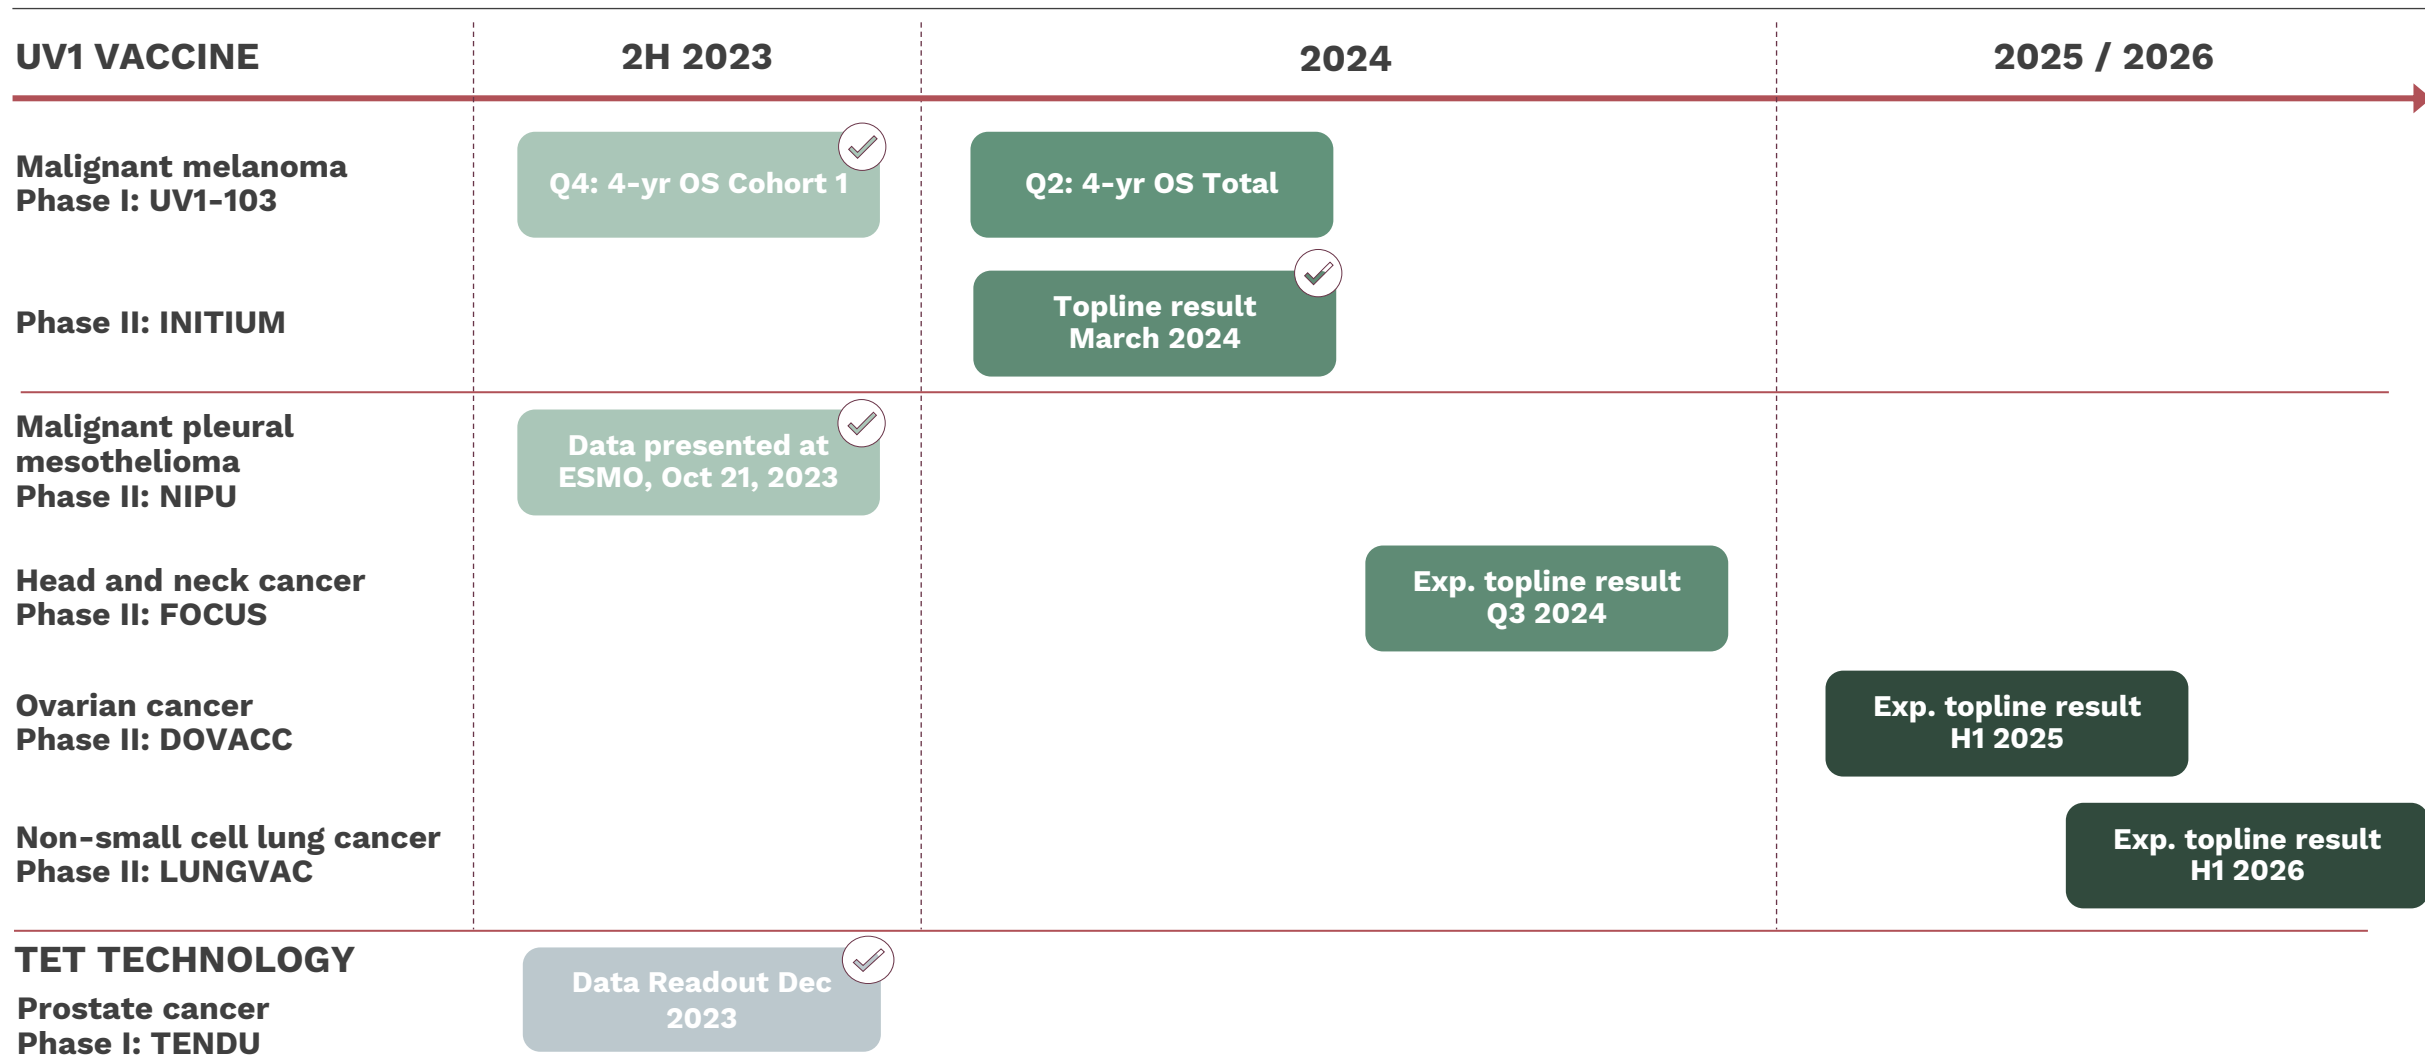 UV1 VACCINE
2H 2023
2024
2025 / 2026
Malignant melanoma
Phase I: UV1-103
Q4: 4-yr OS Cohort 1
Q2: 4-yr OS Total
Phase II: INITIUM
Topline result
March 2024
Malignant pleural
mesothelioma
Phase II: NIPU
Data presented at
ESMO, Oct 21, 2023
Head and neck cancer
Phase II: FOCUS
Exp. topline result
Q3 2024
Ovarian cancer
Phase II: DOVACC
Exp. topline result
H1 2025
Non-small cell lung cancer
Phase II: LUNGVAC
Exp. topline result
H1 2026
TET TECHNOLOGY
Prostate cancer
Phase I: TENDU
Data Readout Dec
2023